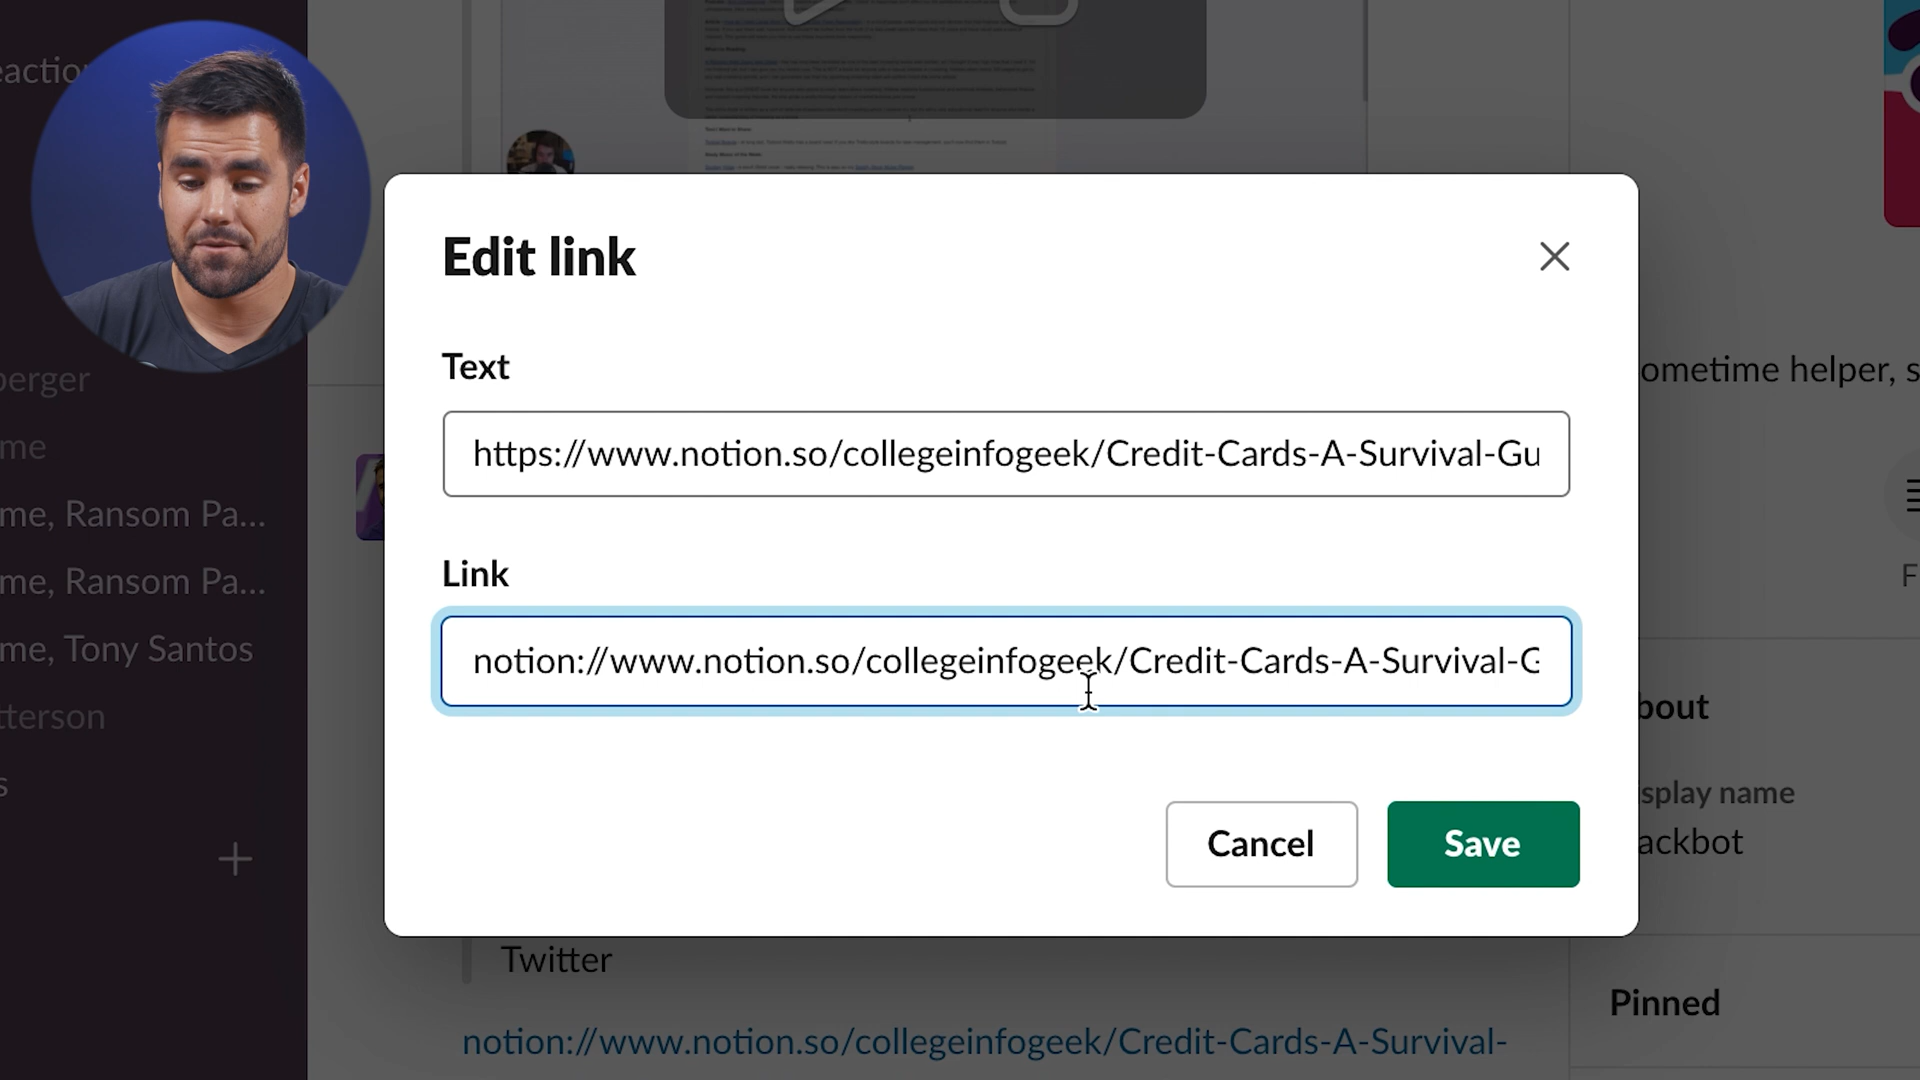 Edit link
Text
https://www.notion.so/collegeinfogeek/Credit-Cards-A-Survival-Gu
Link
notion://www.notion.so/collegeinfogeek/Credit-Cards-A-Survival-G
Cancel
Save
eactio
berger
me
me, Ransom Pa...
me, Ransom Pa...
me, Tony Santos
tterson
s
Twitter
notion://www.notion.so/collegeinfogeek/Credit-Cards-A-Survival-
ometime helper, s
F
bout
splay name
ackbot
Pinned